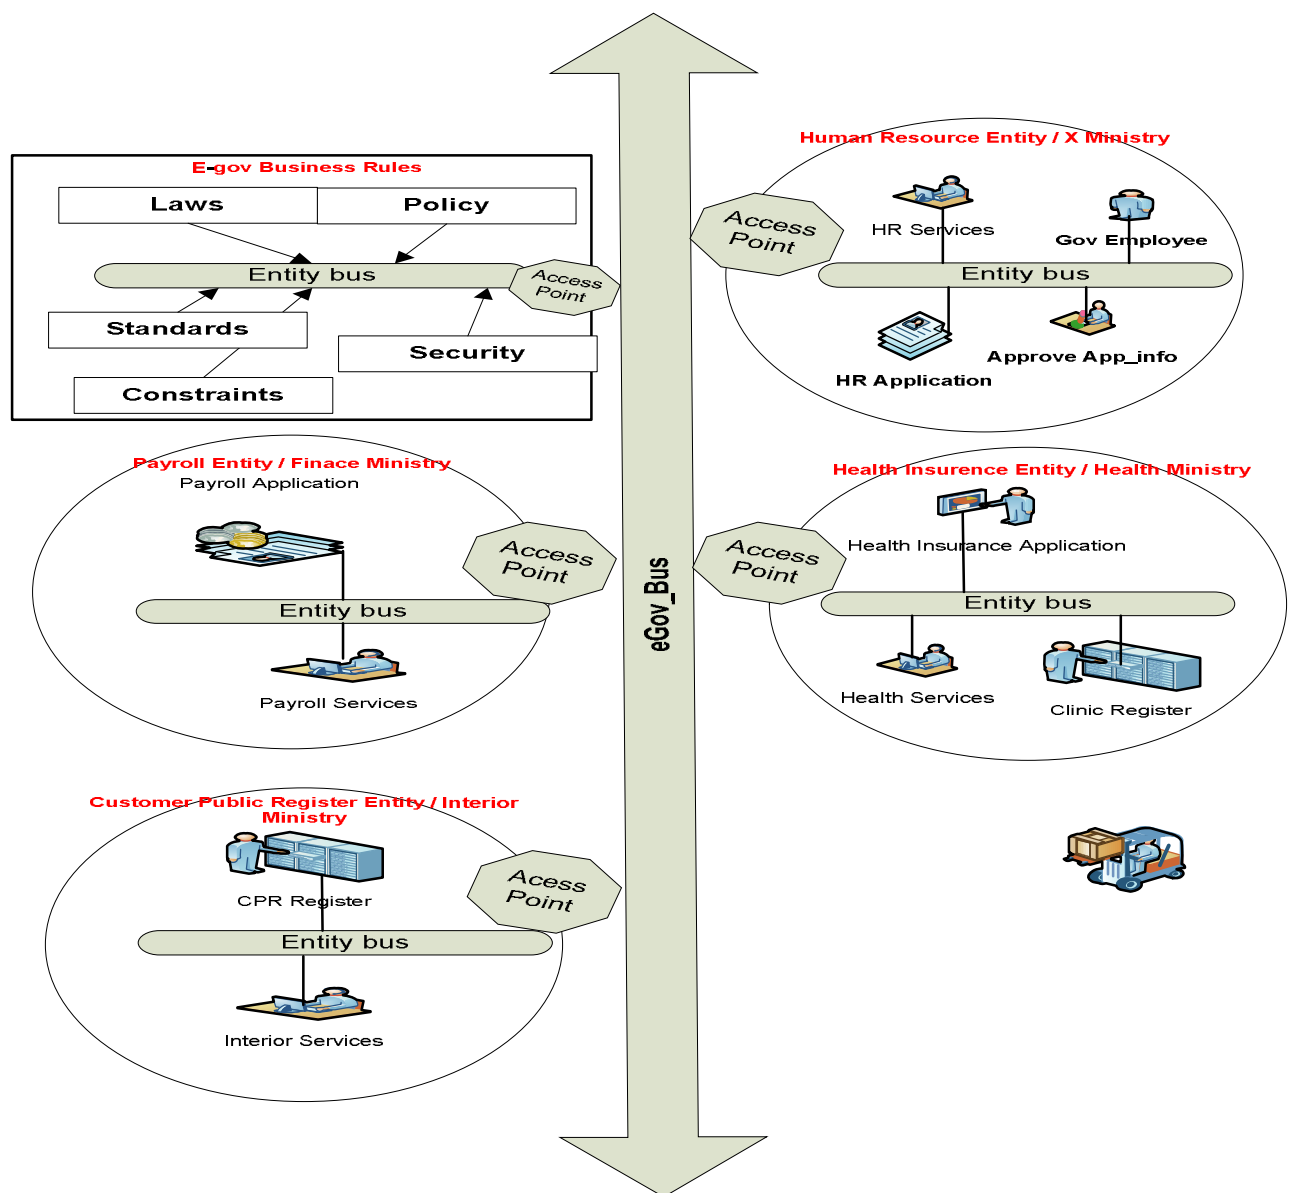 E-gov Business Rules
Laws
Policy
Entity bus
Access
Point
Standards
Security
Constraints
Human Resource Entity / X Ministry
Access
Point
HR Services
Gov Employee
Entity bus
Approve App_info
HR Application
Payroll Entity / Finace Ministry
Payroll Application
Access
Point
Entity bus
Payroll Services
eGov_Bus
Health Insurence Entity / Health Ministry
Access
Point
Health Insurance Application
Entity bus
Health Services
Clinic Register
Customer Public Register Entity / Interior
Ministry
Acess
Point
CPR Register
Entity bus
Interior Services